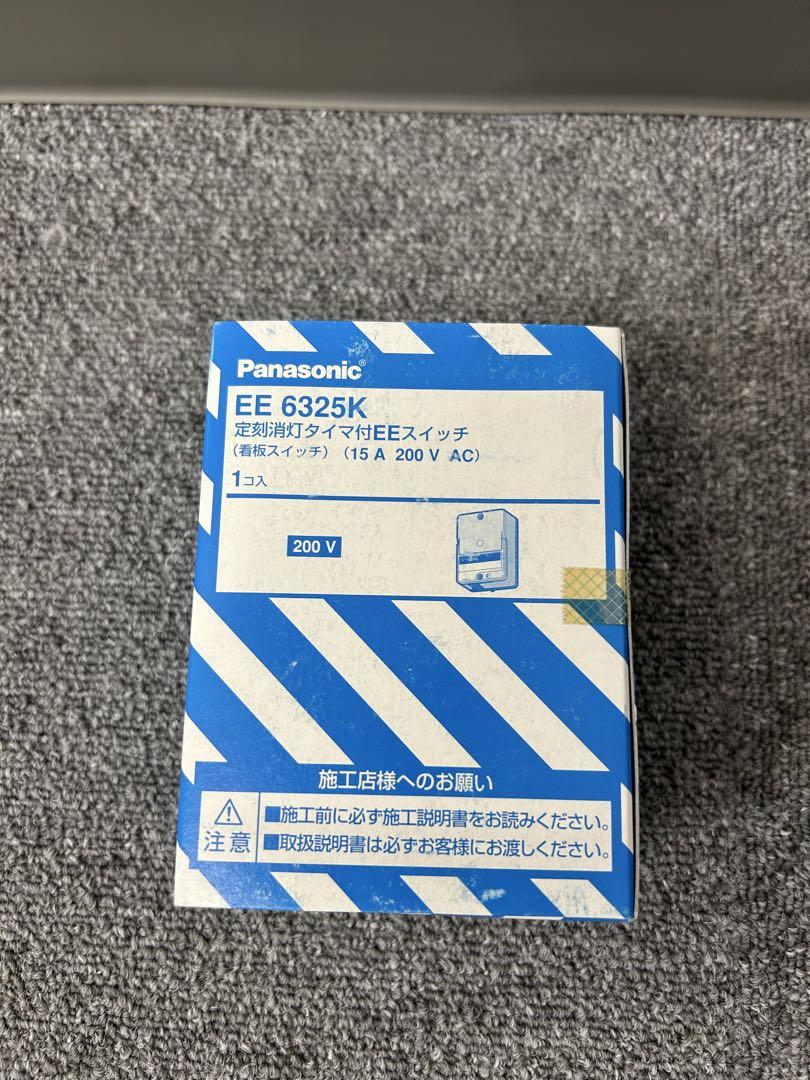 Panasonic®
EE 6325K
定刻消灯タイマ付EEスイッチ
(看板スイッチ) (15 A 200 V AC)
1コ入
200 V
施工店様へのお願い
注意
■施工前に必ず施工説明書をお読みください。
■取扱説明書は必ずお客様にお渡しください。